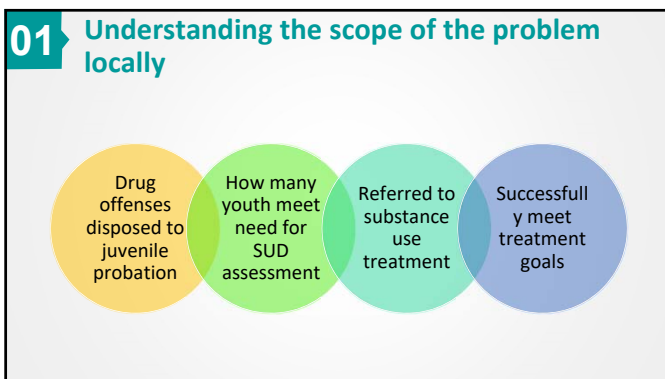 01
Understanding the scope of the problem
locally
Drug
offenses
disposed to
juvenile
probation
How many
youth meet
need for
SUD
assessment
Referred to
substance
use
treatment
Successfull
y meet
treatment
goals